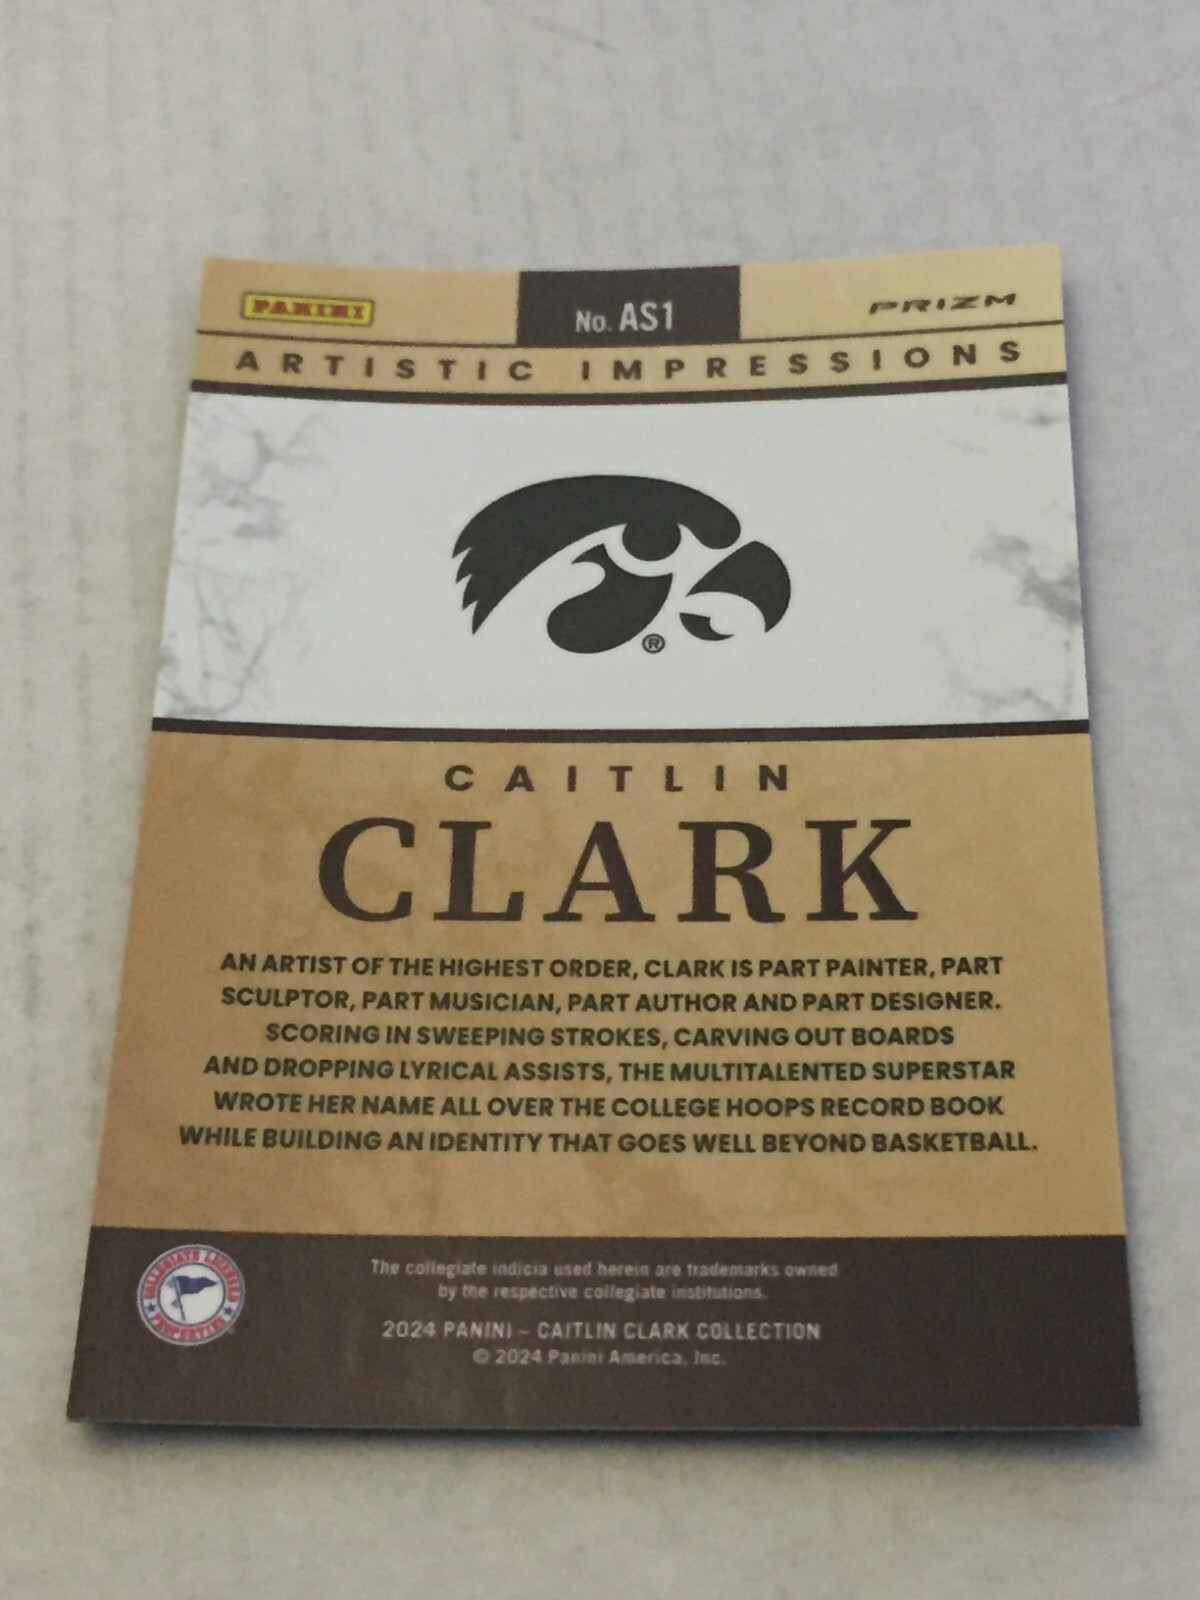 PANINI
No. AS1
PRIZM
ARTISTIC IMPRESSIONS
®
CAITLIN
CLARK
AN ARTIST OF THE HIGHEST ORDER, CLARK IS PART PAINTER, PART
SCULPTOR, PART MUSICIAN, PART AUTHOR AND PART DESIGNER.
SCORING IN SWEEPING STROKES, CARVING OUT BOARDS
AND DROPPING LYRICAL ASSISTS, THE MULTITALENTED SUPERSTAR
WROTE HER NAME ALL OVER THE COLLEGE HOOPS RECORD BOOK
WHILE BUILDING AN IDENTITY THAT GOES WELL BEYOND BASKETBALL.
COLLEGIATE LICENSED
PROPERTIES
The collegiate indicia used herein are trademarks owned
by the respective collegiate institutions.
2024 PANINI – CAITLIN CLARK COLLECTION
© 2024 Panini America, Inc.